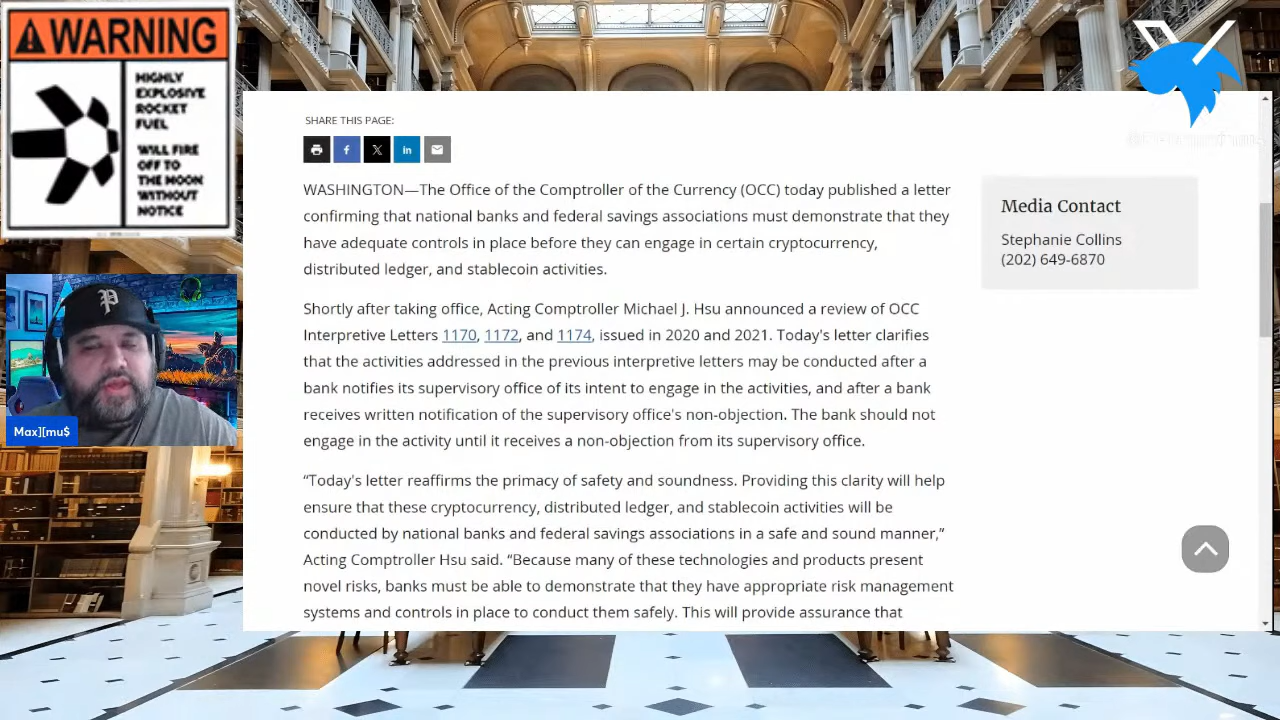 WARNING
HIGHLY
EXPLOSIVE
ROCKET
FUEL
WILL FIRE
OFF TO
THE MOON
WITHOUT
NOTICE
P
Max][mu$
SHARE THIS PAGE:
WASHINGTON—The Office of the Comptroller of the Currency (OCC) today published a letter
confirming that national banks and federal savings associations must demonstrate that they
have adequate controls in place before they can engage in certain cryptocurrency,
distributed ledger, and stablecoin activities.
Shortly after taking office, Acting Comptroller Michael J. Hsu announced a review of OCC
Interpretive Letters 1170, 1172, and 1174, issued in 2020 and 2021. Today's letter clarifies
that the activities addressed in the previous interpretive letters may be conducted after a
bank notifies its supervisory office of its intent to engage in the activities, and after a bank
receives written notification of the supervisory office's non-objection. The bank should not
engage in the activity until it receives a non-objection from its supervisory office.
“Today's letter reaffirms the primacy of safety and soundness. Providing this clarity will help
ensure that these cryptocurrency, distributed ledger, and stablecoin activities will be
conducted by national banks and federal savings associations in a safe and sound manner,”
Acting Comptroller Hsu said. “Because many of these technologies and products present
novel risks, banks must be able to demonstrate that they have appropriate risk management
systems and controls in place to conduct them safely. This will provide assurance that
Media Contact
Stephanie Collins
(202) 649-6870